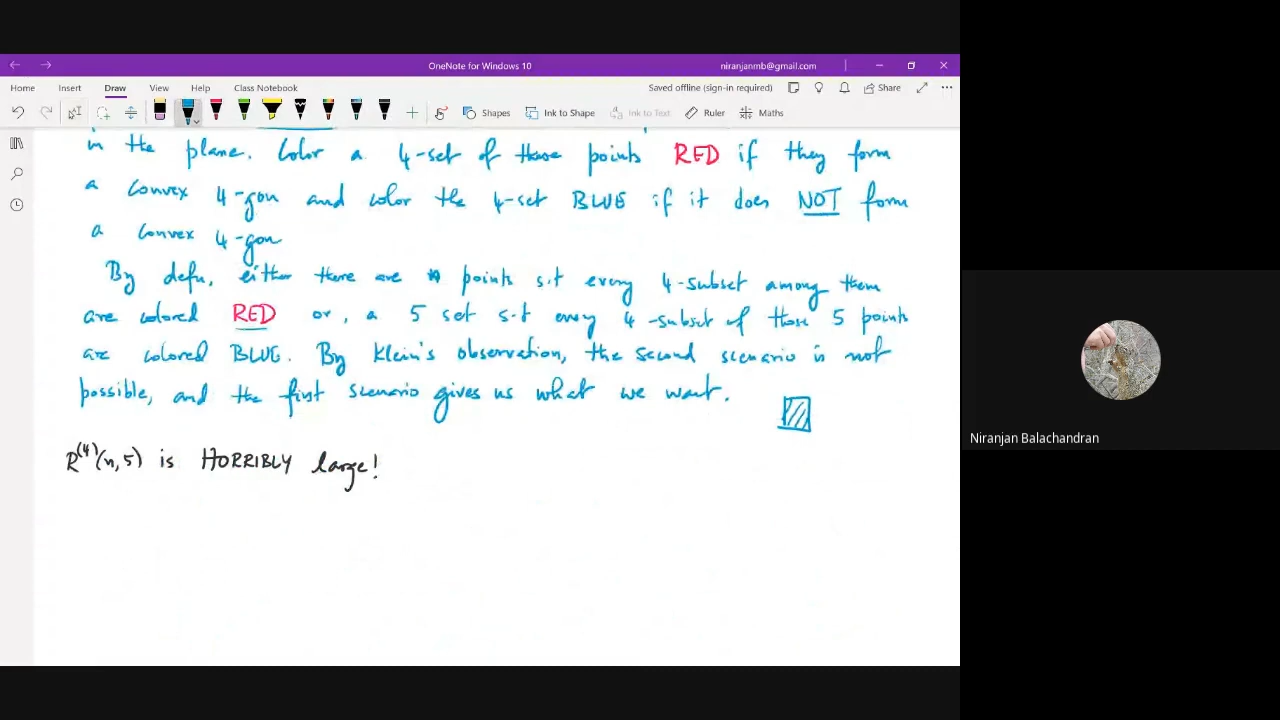 OneNote for Windows 10
niranjanmb@gmail.com
Home Insert Draw View Help Class Notebook
Saved offline (sign-in required) Share
Shapes Ink to Shape Ink to Text Ruler Maths
in the plane. Color a 4-set of these points RED if they form
a convex 4-gon and color the 4-set BLUE if it does NOT form
a convex 4-gon
By defn, either there are n points s.t every 4-subset among them
are colored RED or, a 5 set s.t every 4-subset of those 5 points
are colored BLUE. By Klein's observation, the second scenario is not
possible, and the first scenario gives us what we want.
R⁽⁴⁾(n,5) is HORRIBLY large!
Niranjan Balachandran